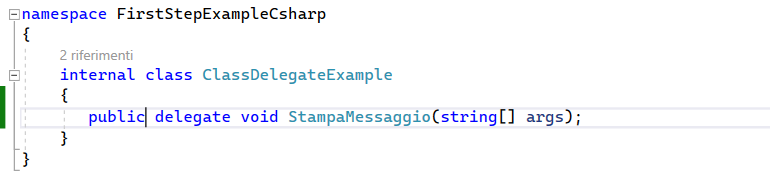 namespace FirstStepExampleCsharp
{
2 riferimenti
internal class ClassDelegateExample
{
public delegate void StampaMessaggio(string[] args);
}
}